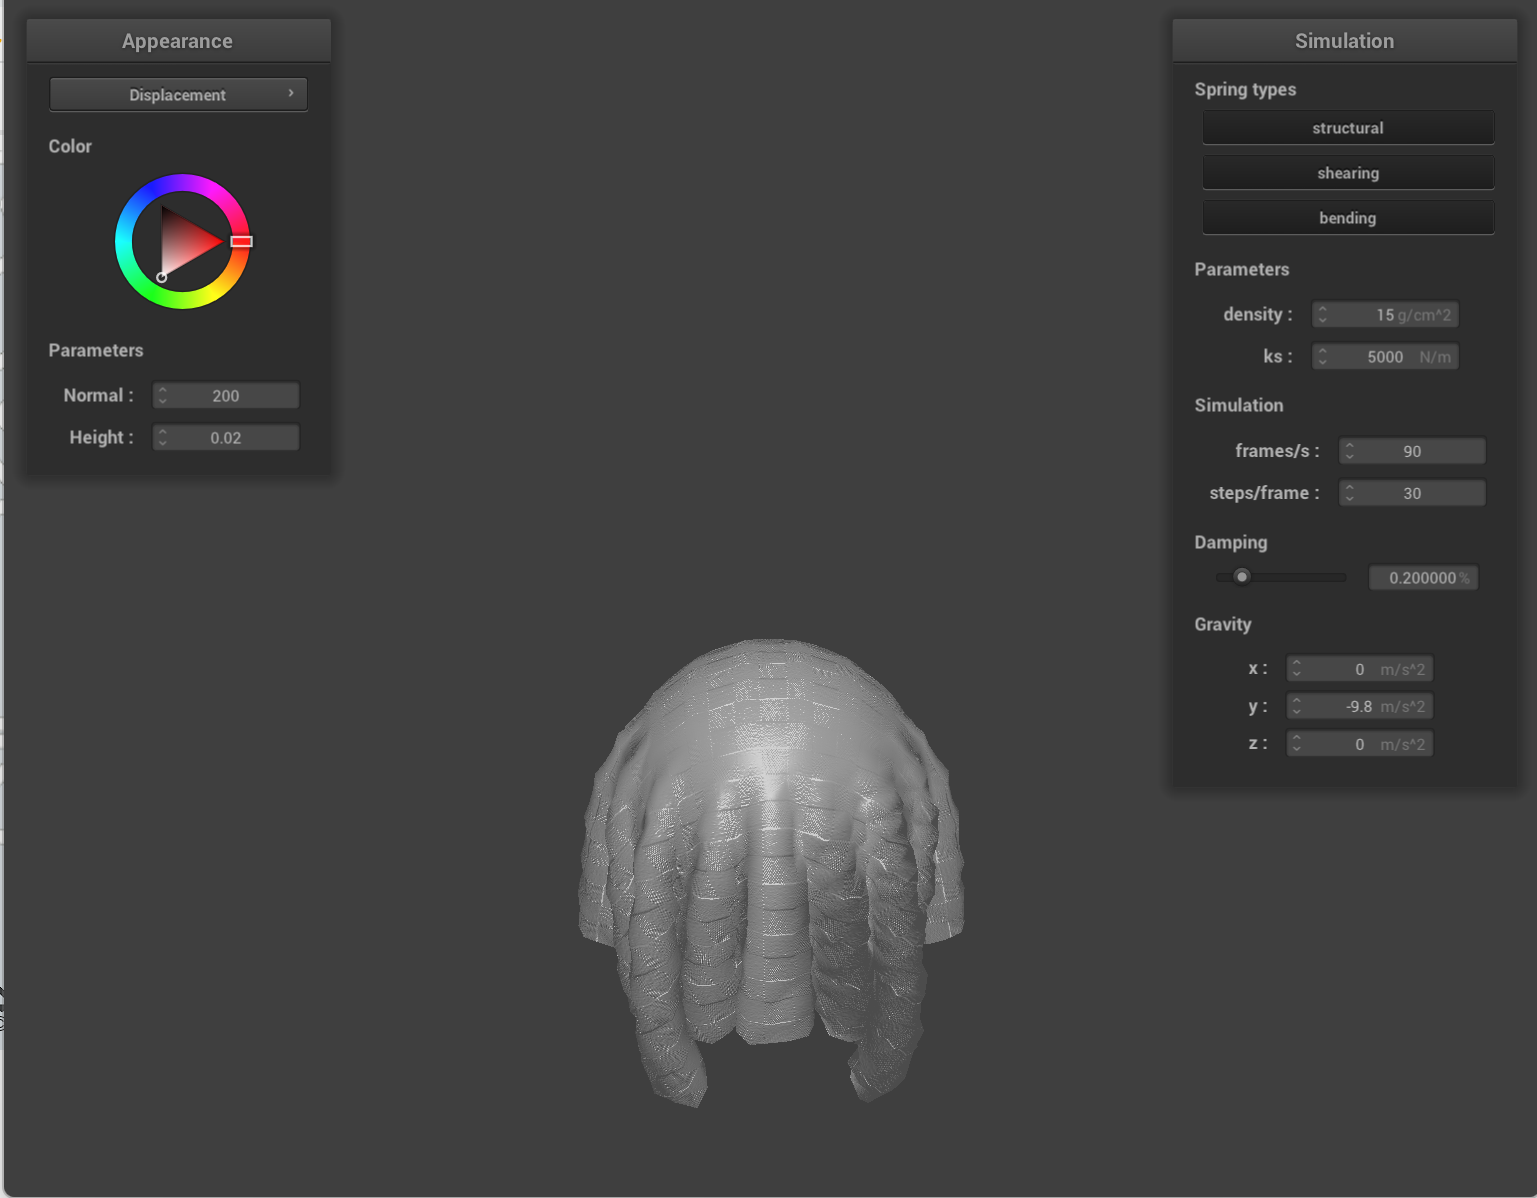 Appearance
Displacement
Color
Parameters
Normal : 200
Height : 0.02
Simulation
Spring types
structural
shearing
bending
Parameters
density : 15 g/cm^2
ks : 5000 N/m
Simulation
frames/s : 90
steps/frame : 30
Damping
0.200000 %
Gravity
x : 0 m/s^2
y : -9.8 m/s^2
z : 0 m/s^2